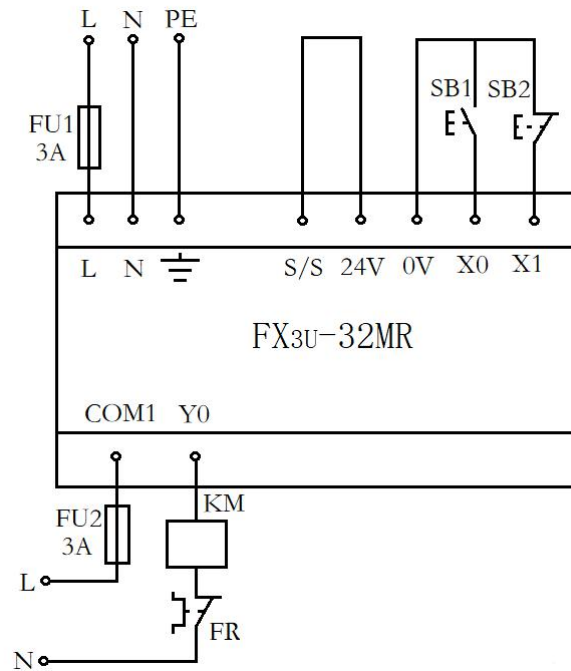 L N PE
SB1 SB2
FU1
3A
L N S/S 24V 0V X0 X1
FX3U-32MR
COM1 Y0
KM
FU2
3A
L
FR
N